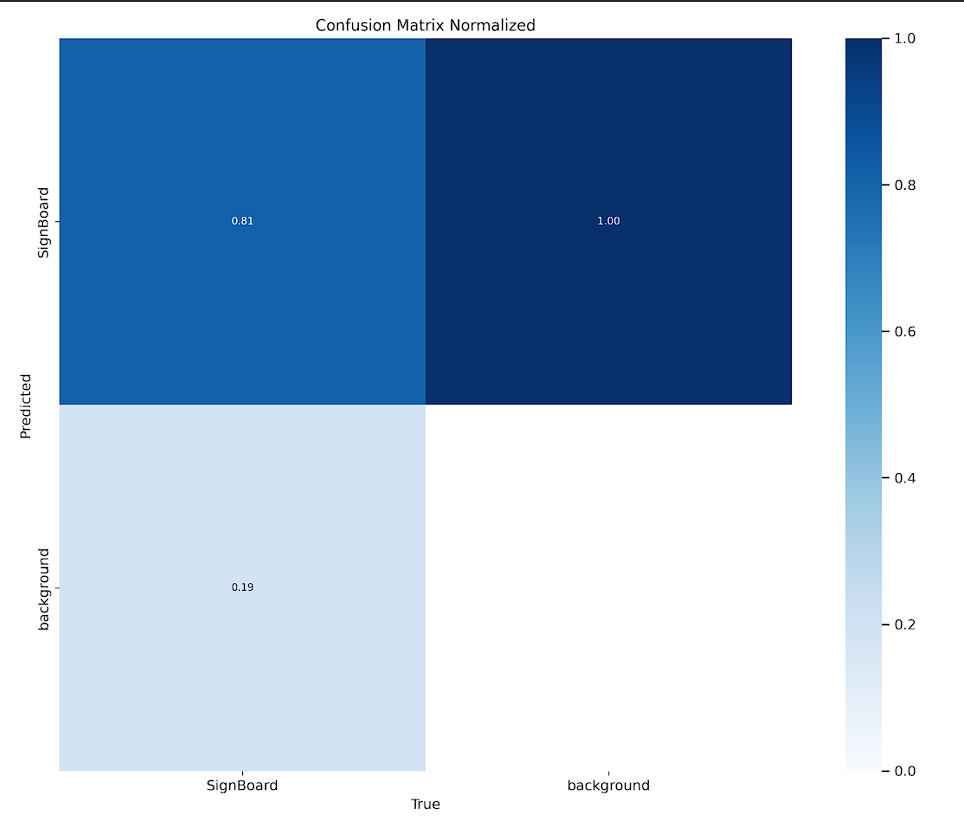 Confusion Matrix Normalized
SignBoard
background
Predicted
0.81
1.00
0.19
SignBoard
background
True
1.0
0.8
0.6
0.4
0.2
0.0